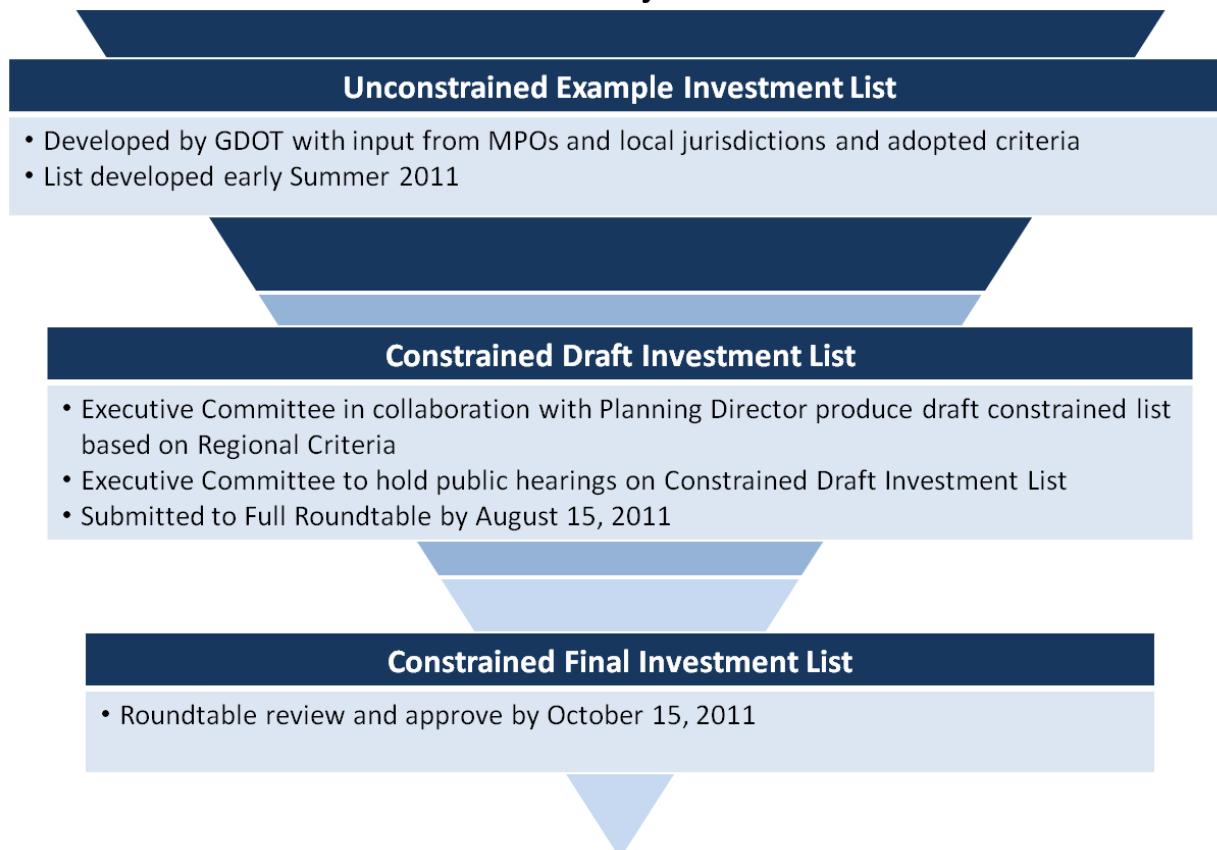 Unconstrained Example Investment List
• Developed by GDOT with input from MPOs and local jurisdictions and adopted criteria
• List developed early Summer 2011
Constrained Draft Investment List
• Executive Committee in collaboration with Planning Director produce draft constrained list
based on Regional Criteria
• Executive Committee to hold public hearings on Constrained Draft Investment List
• Submitted to Full Roundtable by August 15, 2011
Constrained Final Investment List
• Roundtable review and approve by October 15, 2011